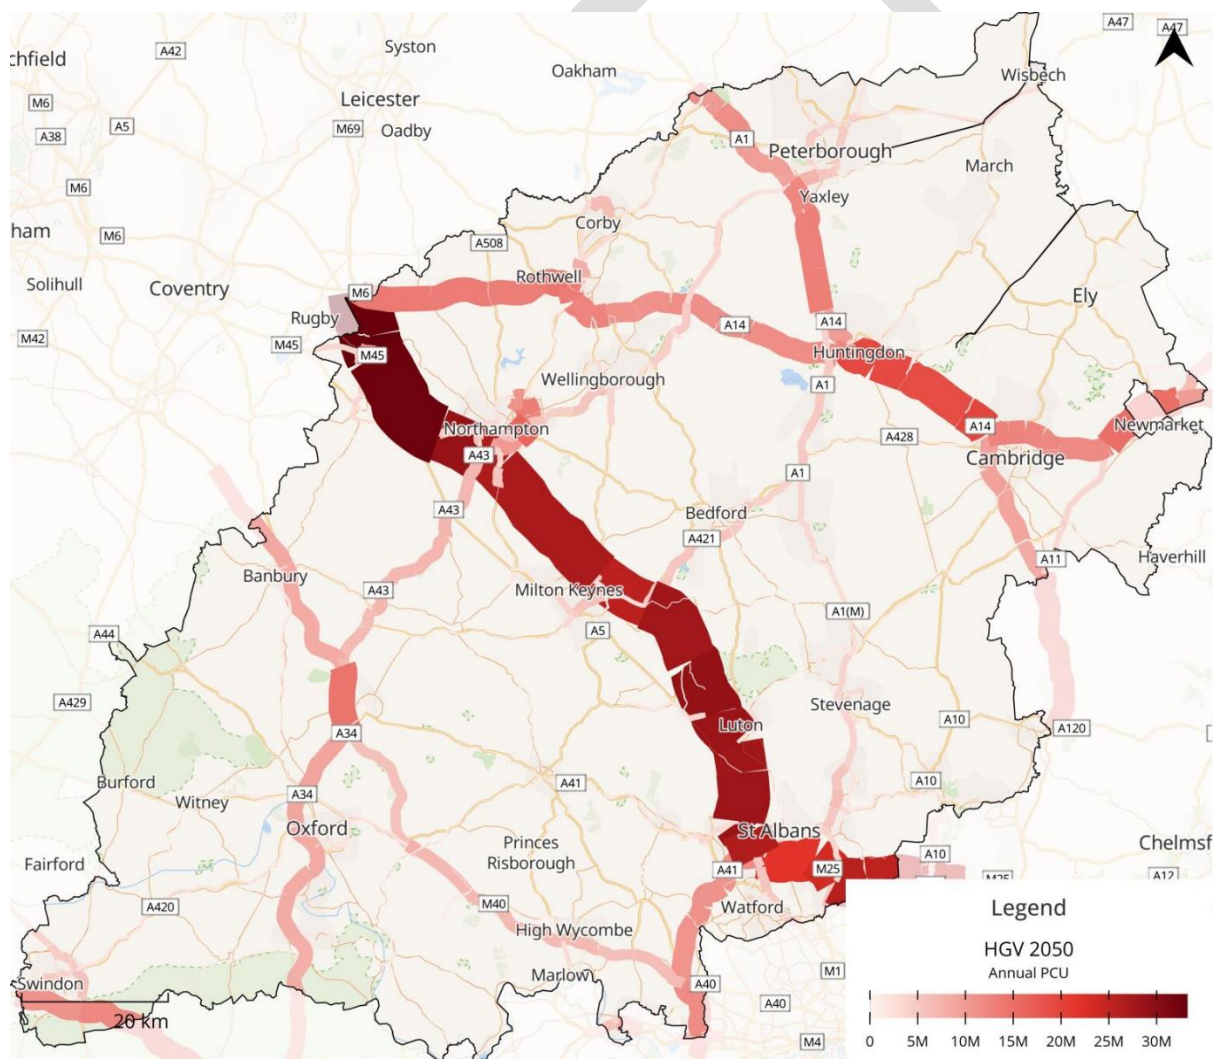 A47
A47
Syston
A42
chfield
Oakham
Wisbech
M6
Leicester
A5
M69
Oadby
A38
A1
Peterborough
March
M6
Yaxley
Corby
ham
M6
A508
Rothwell
Solihull
Coventry
M6
Ely
Rugby
A14
A14
M42
M45
M45
Huntingdon
Wellingborough
A1
Newmarket
Northampton
A14
A428
A43
Cambridge
A1
A43
Bedford
A421
A11
Haverhill
Banbury
A43
Milton Keynes
A1(M)
A5
A44
A429
Stevenage
Luton
A10
A120
A34
Burford
A41
A10
A34
Witney
Oxford
St Albans
Princes
Risborough
Chelmsf
A10
Fairford
A41
M25
M25
A12
A420
M40
Watford
High Wycombe
Marlow
M1
Swindon
A40
A40
20 km
M4
Legend
HGV 2050
Annual PCU
0 5M 10M 15M 20M 25M 30M